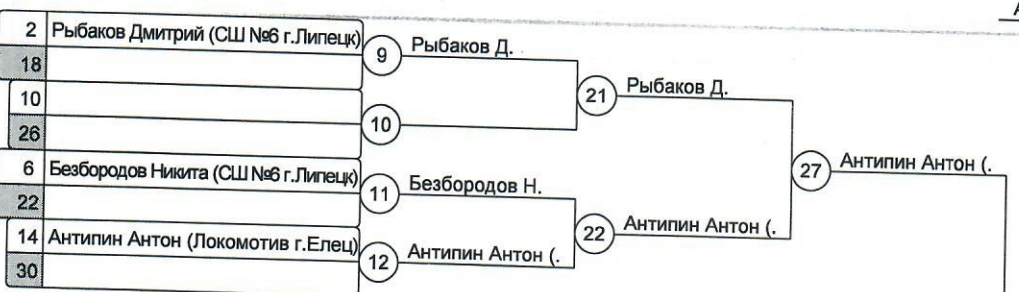 2 Рыбаков Дмитрий (СШ №6 г.Липецк)
18
9 Рыбаков Д.
10
26
10
21 Рыбаков Д.
6 Безбородов Никита (СШ №6 г.Липецк)
22
11 Безбородов Н.
14 Антипин Антон (Локомотив г.Елец)
30
12 Антипин Антон (.
22 Антипин Антон (.
27 Антипин Антон (.